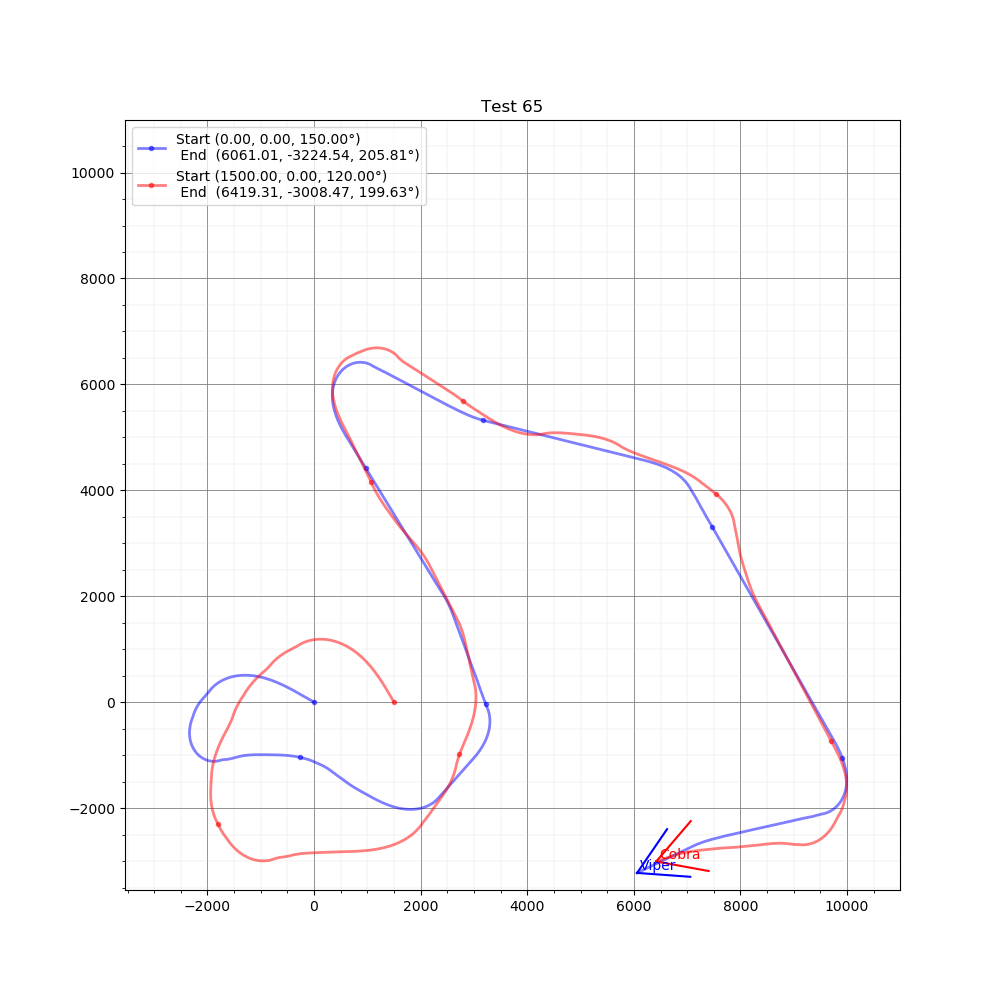 Test 65
Start (0.00, 0.00, 150.00°)
End (6061.01, -3224.54, 205.81°)
Start (1500.00, 0.00, 120.00°)
End (6419.31, -3008.47, 199.63°)
10000
8000
6000
4000
2000
0
−2000
Cobra
Viper
−2000 0 2000 4000 6000 8000 10000